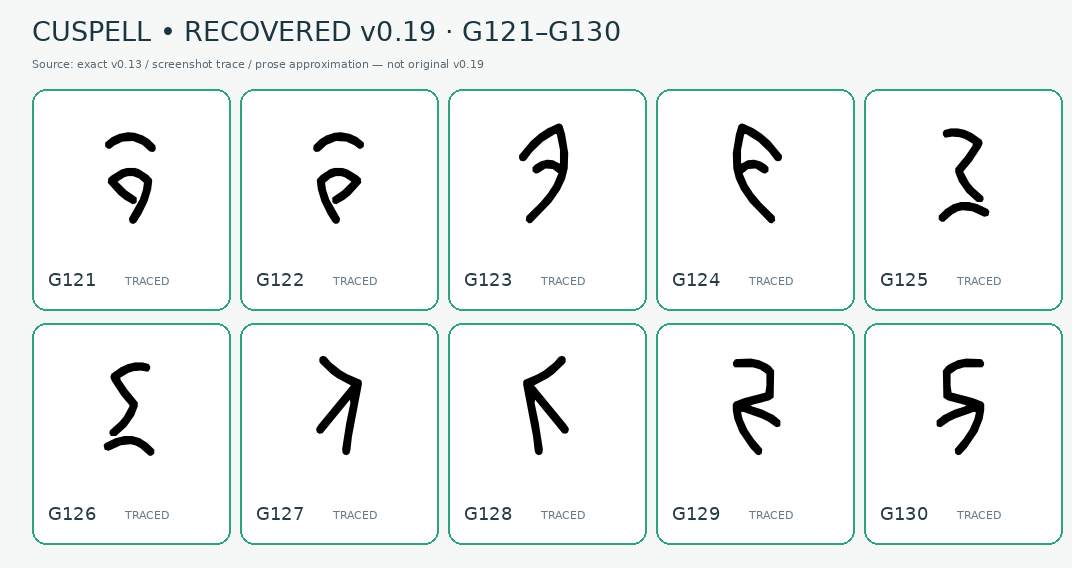 CUSPELL • RECOVERED v0.19 · G121–G130
Source: exact v0.13 / screenshot trace / prose approximation — not original v0.19
G121 TRACED
G122 TRACED
G123 TRACED
G124 TRACED
G125 TRACED
G126 TRACED
G127 TRACED
G128 TRACED
G129 TRACED
G130 TRACED